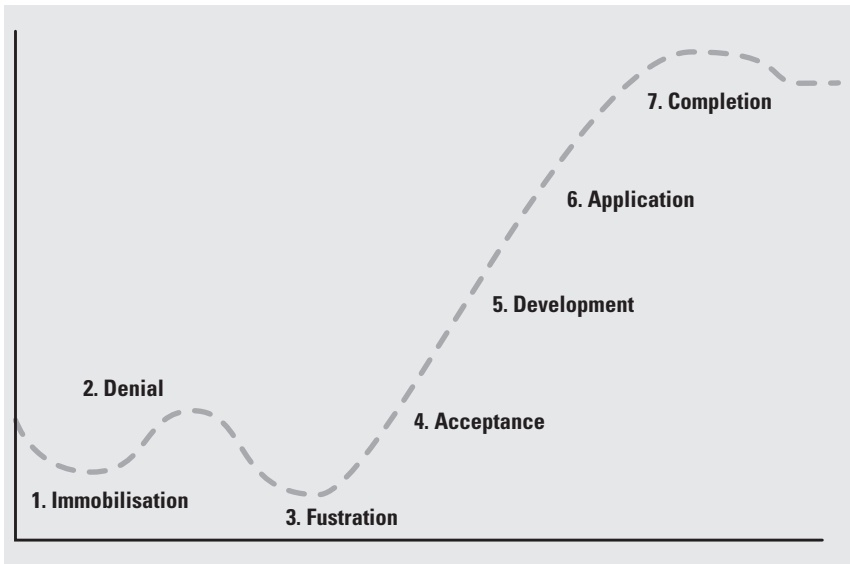 1. Immobilisation
2. Denial
3. Fustration
4. Acceptance
5. Development
6. Application
7. Completion